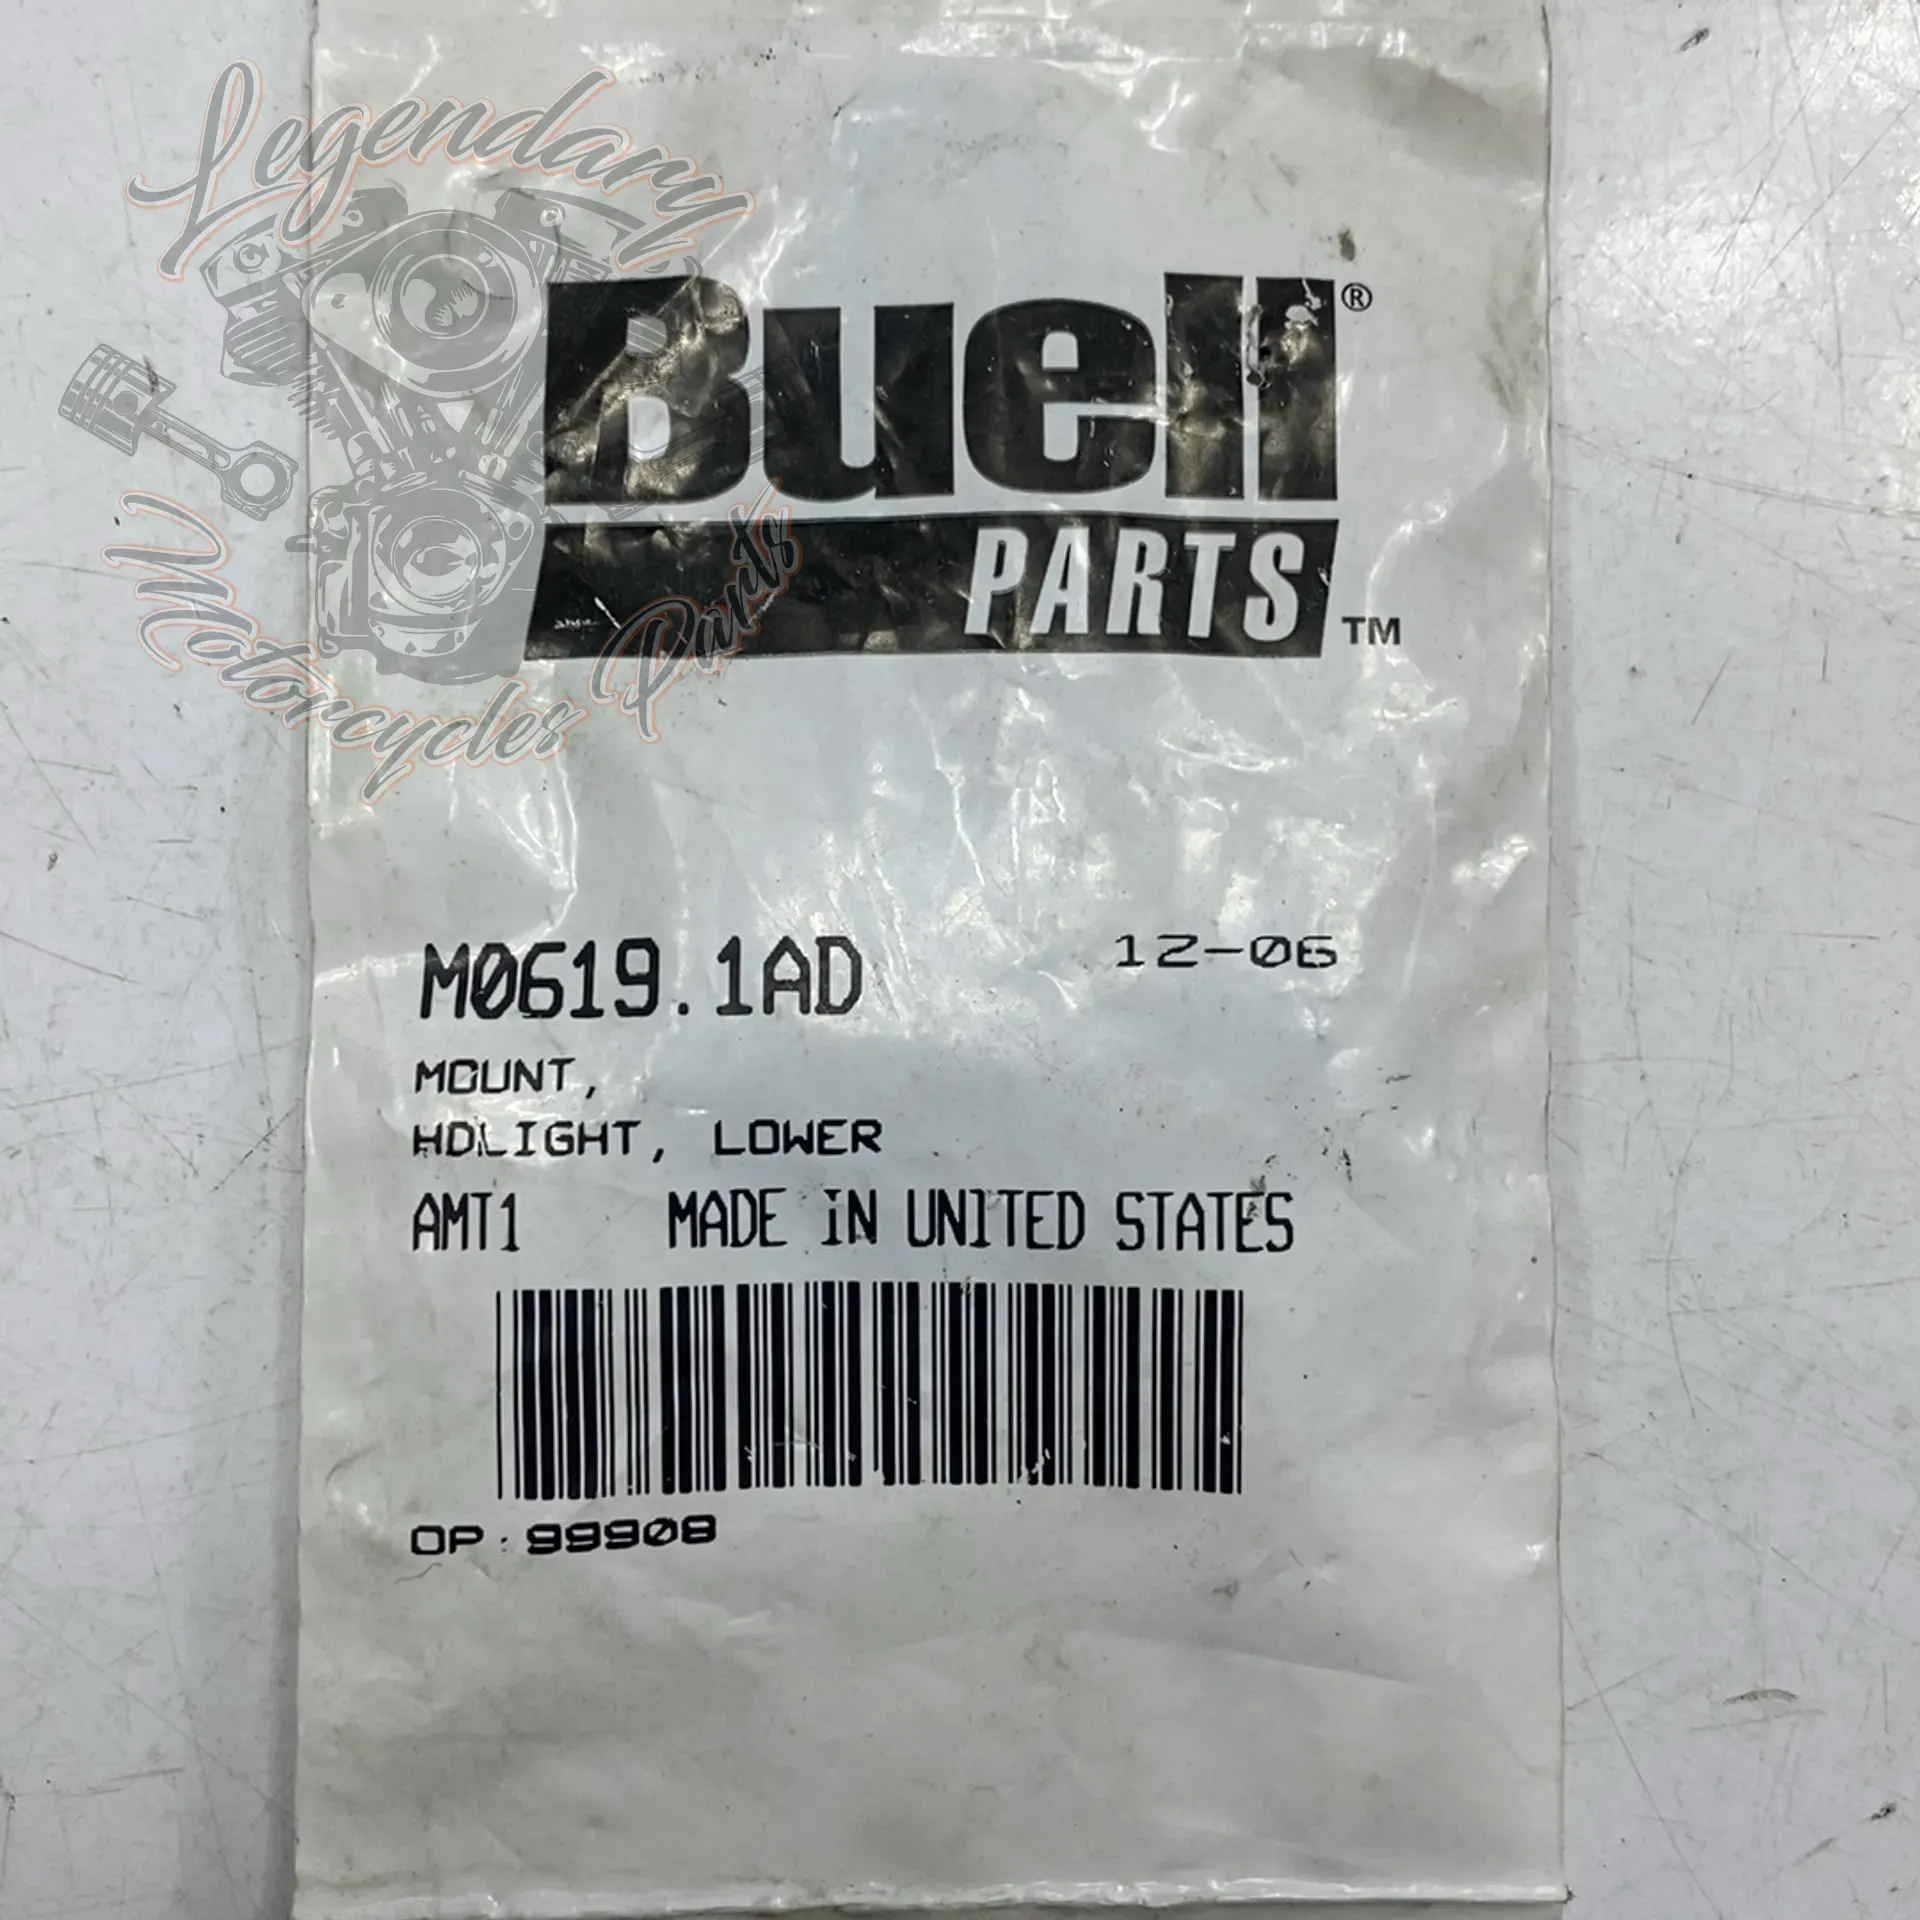 Legendary
Motorcycles Parts
Buell®
PARTS™
M0619.1AD 12-06
MOUNT,
HDLIGHT, LOWER
AMT1 MADE IN UNITED STATES
OP: 99908